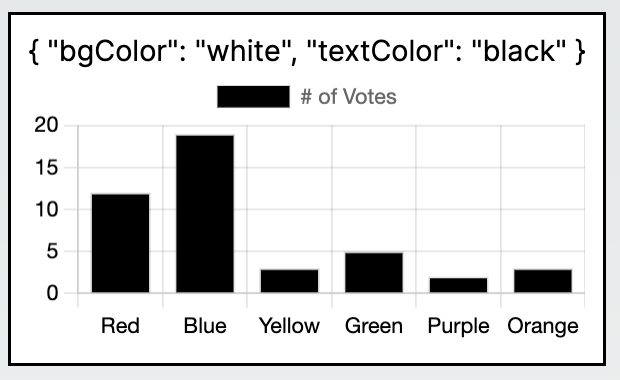 { "bgColor": "white", "textColor": "black" }
# of Votes
20
15
10
5
0
Red Blue Yellow Green Purple Orange